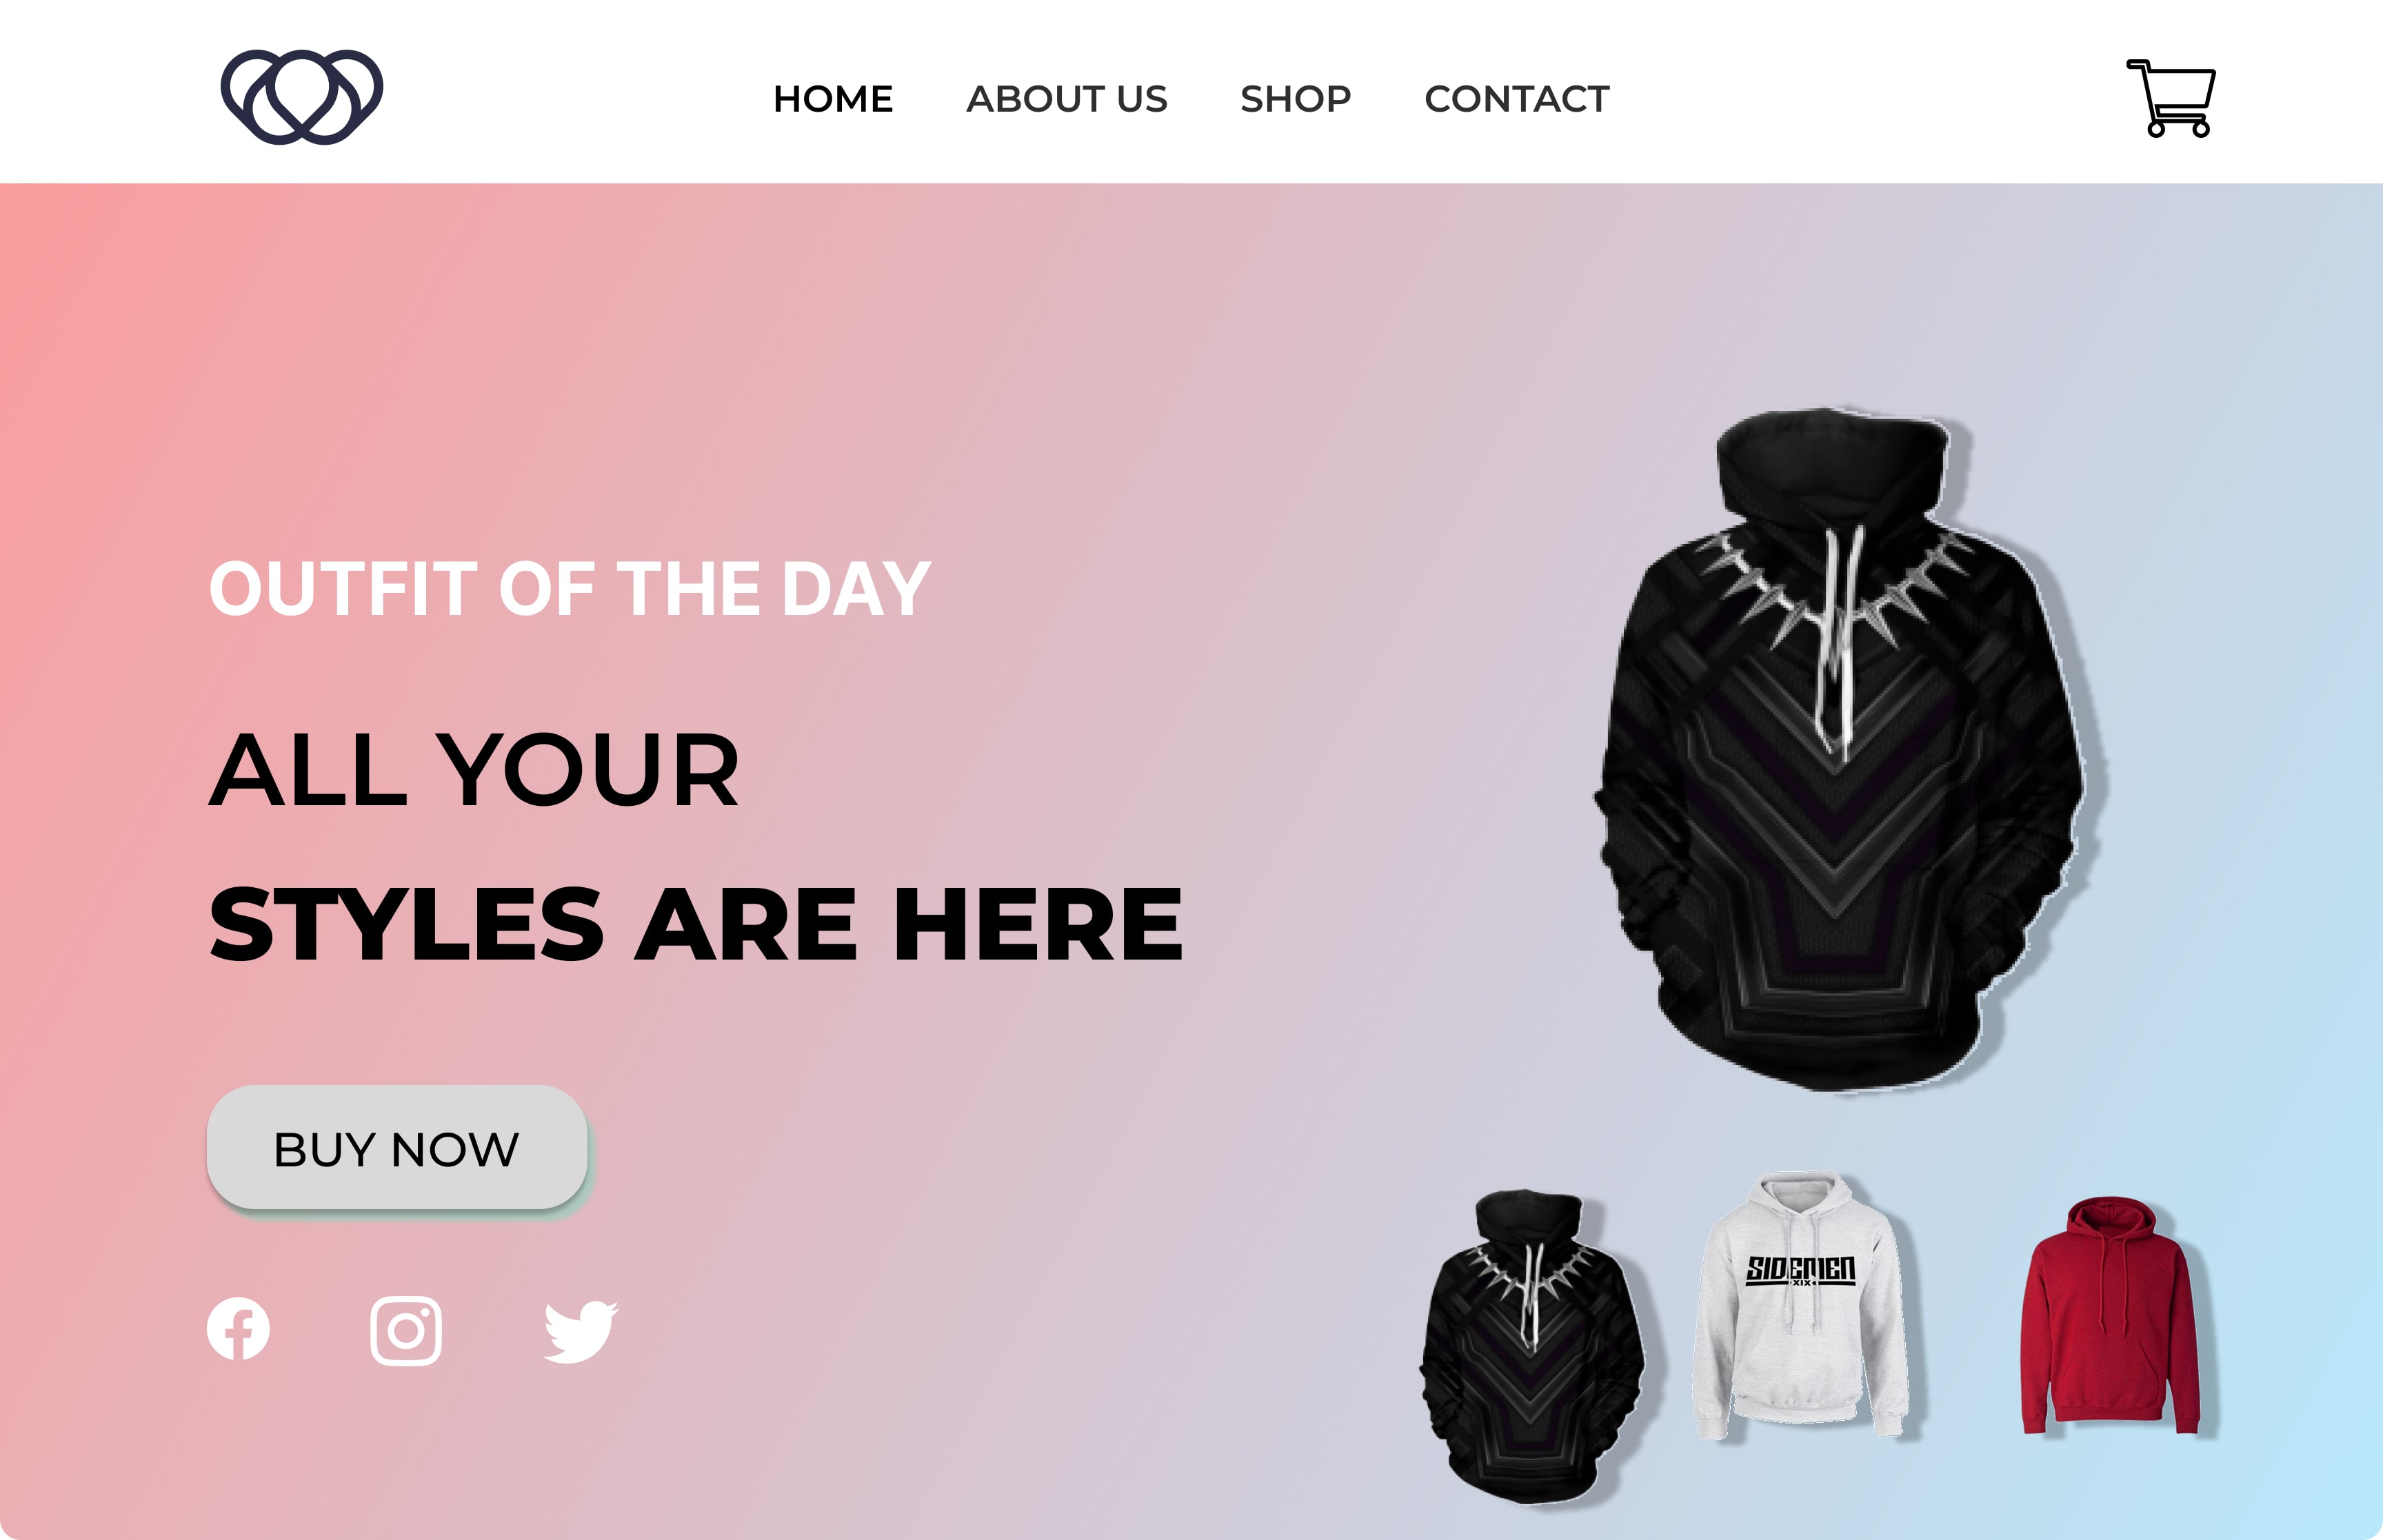 HOME
ABOUT US
SHOP
CONTACT
OUTFIT OF THE DAY
ALL YOUR
STYLES ARE HERE
BUY NOW
SIDEMEN
XIX